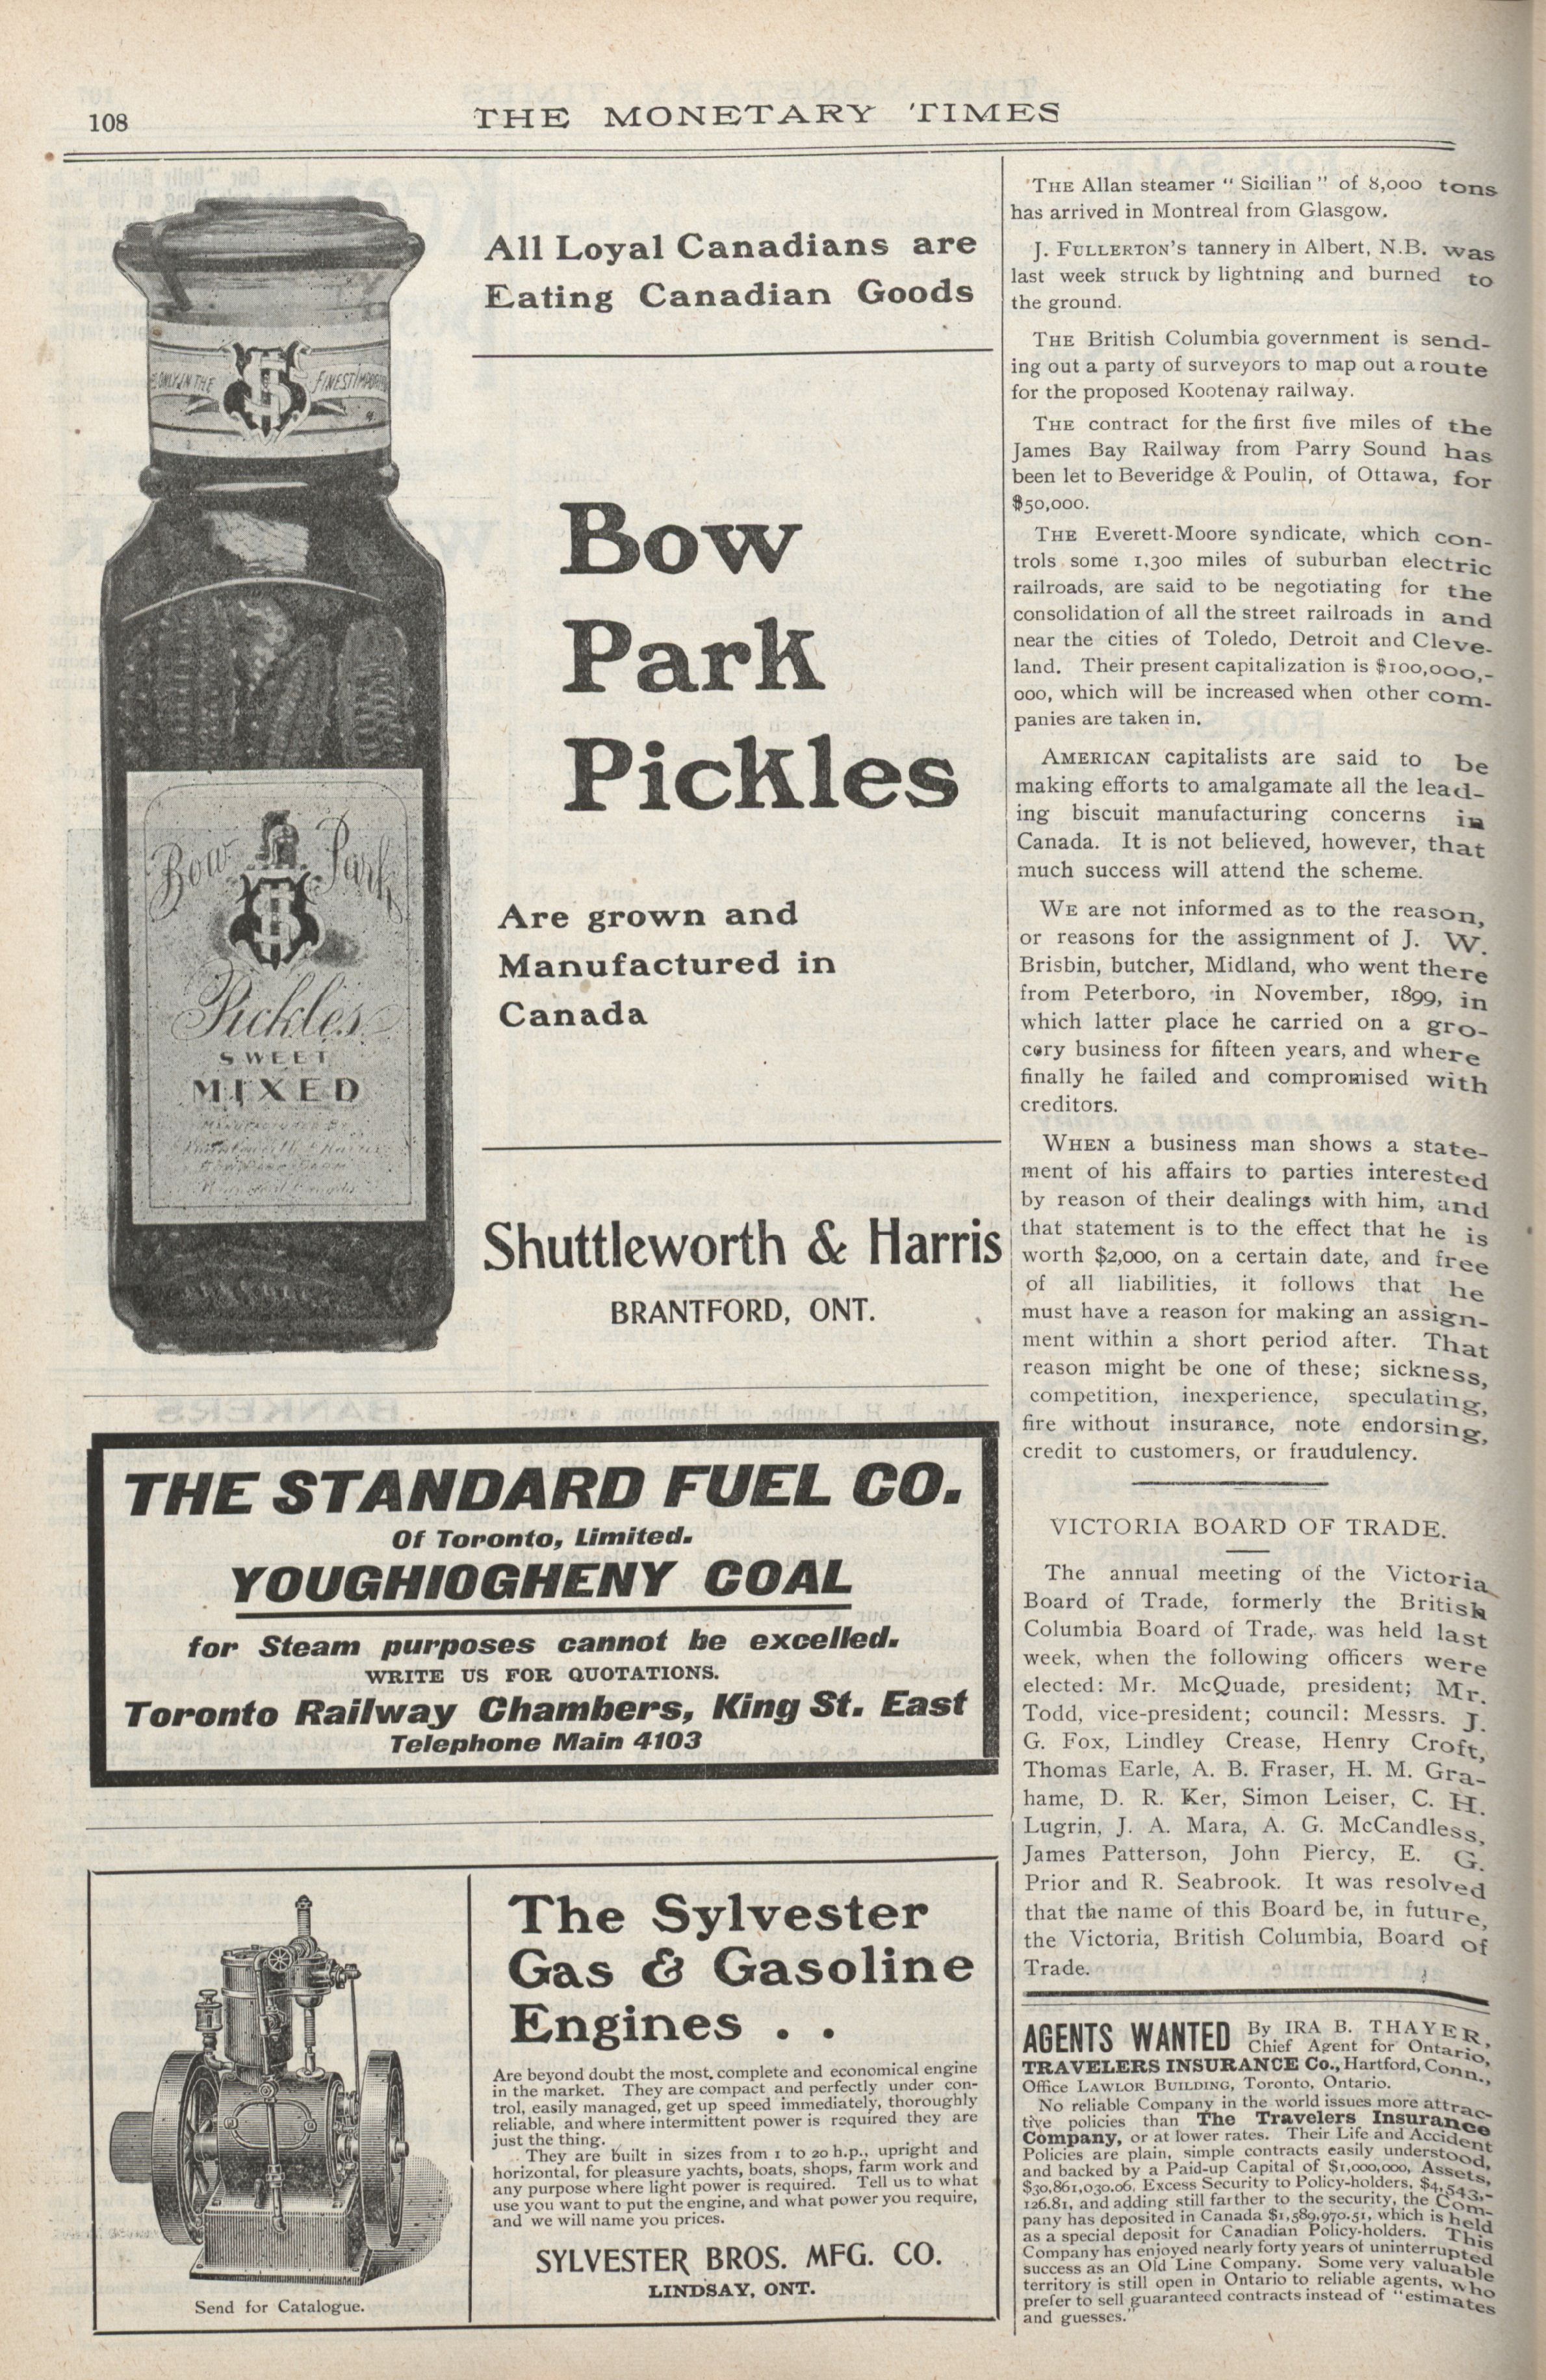 108
THE MONETARY TIMES
ONLY IN THE
FINEST
Bow Park
Pickles
SWEET
MIXED
MANUFACTURED BY
All Loyal Canadians are
Eating Canadian Goods
Bow
Park
Pickles
Are grown and
Manufactured in
Canada
Shuttleworth & Harris
BRANTFORD, ONT.
THE STANDARD FUEL CO.
Of Toronto, Limited.
YOUGHIOGHENY COAL
for Steam purposes cannot be excelled.
WRITE US FOR QUOTATIONS.
Toronto Railway Chambers, King St. East
Telephone Main 4103
Send for Catalogue.
The Sylvester
Gas & Gasoline
Engines . .
Are beyond doubt the most complete and economical engine
in the market. They are compact and perfectly under con-
trol, easily managed, get up speed immediately, thoroughly
reliable, and where intermittent power is required they are
just the thing.
They are built in sizes from 1 to 20 h.p., upright and
horizontal, for pleasure yachts, boats, shops, farm work and
any purpose where light power is required. Tell us to what
use you want to put the engine, and what power you require,
and we will name you prices.
SYLVESTER BROS. MFG. CO.
LINDSAY, ONT.
THE Allan steamer "Sicilian" of 8,000 tons
has arrived in Montreal from Glasgow.
J. FULLERTON'S tannery in Albert, N.B. was
last week struck by lightning and burned to
the ground.
THE British Columbia government is send-
ing out a party of surveyors to map out a route
for the proposed Kootenay railway.
THE contract for the first five miles of the
James Bay Railway from Parry Sound has
been let to Beveridge & Poulin, of Ottawa, for
$50,000.
THE Everett-Moore syndicate, which con-
trols some 1,300 miles of suburban electric
railroads, are said to be negotiating for the
consolidation of all the street railroads in and
near the cities of Toledo, Detroit and Cleve-
land. Their present capitalization is $100,000,-
000, which will be increased when other com-
panies are taken in.
AMERICAN capitalists are said to be
making efforts to amalgamate all the lead-
ing biscuit manufacturing concerns in
Canada. It is not believed, however, that
much success will attend the scheme.
WE are not informed as to the reason,
or reasons for the assignment of J. W.
Brisbin, butcher, Midland, who went there
from Peterboro, in November, 1899, in
which latter place he carried on a gro-
cery business for fifteen years, and where
finally he failed and compromised with
creditors.
WHEN a business man shows a state-
ment of his affairs to parties interested
by reason of their dealings with him, and
that statement is to the effect that he is
worth $2,000, on a certain date, and free
of all liabilities, it follows that he
must have a reason for making an assign-
ment within a short period after. That
reason might be one of these; sickness,
competition, inexperience, speculating,
fire without insurance, note endorsing,
credit to customers, or fraudulency.
VICTORIA BOARD OF TRADE.
The annual meeting of the Victoria
Board of Trade, formerly the British
Columbia Board of Trade, was held last
week, when the following officers were
elected: Mr. McQuade, president; Mr.
Todd, vice-president; council: Messrs. J.
G. Fox, Lindley Crease, Henry Croft,
Thomas Earle, A. B. Fraser, H. M. Gra-
hame, D. R. Ker, Simon Leiser, C. H.
Lugrin, J. A. Mara, A. G. McCandless,
James Patterson, John Piercy, E. G.
Prior and R. Seabrook. It was resolved
that the name of this Board be, in future,
the Victoria, British Columbia, Board of
Trade.
AGENTS WANTED By IRA B. THAYER,
Chief Agent for Ontario,
TRAVELERS INSURANCE Co., Hartford, Conn.,
Office LAWLOR BUILDING, Toronto, Ontario.
No reliable Company in the world issues more attrac-
tive policies than The Travelers Insurance
Company, or at lower rates. Their Life and Accident
Policies are plain, simple contracts easily understood,
and backed by a Paid-up Capital of $1,000,000, Assets,
$30,861,030.06, Excess Security to Policy-holders, $4,543,-
126.81, and adding still farther to the security, the Com-
pany has deposited in Canada $1,589,970.51, which is held
as a special deposit for Canadian Policy-holders. This
Company has enjoyed nearly forty years of uninterrupted
success as an Old Line Company. Some very valuable
territory is still open in Ontario to reliable agents, who
prefer to sell guaranteed contracts instead of "estimates
and guesses."